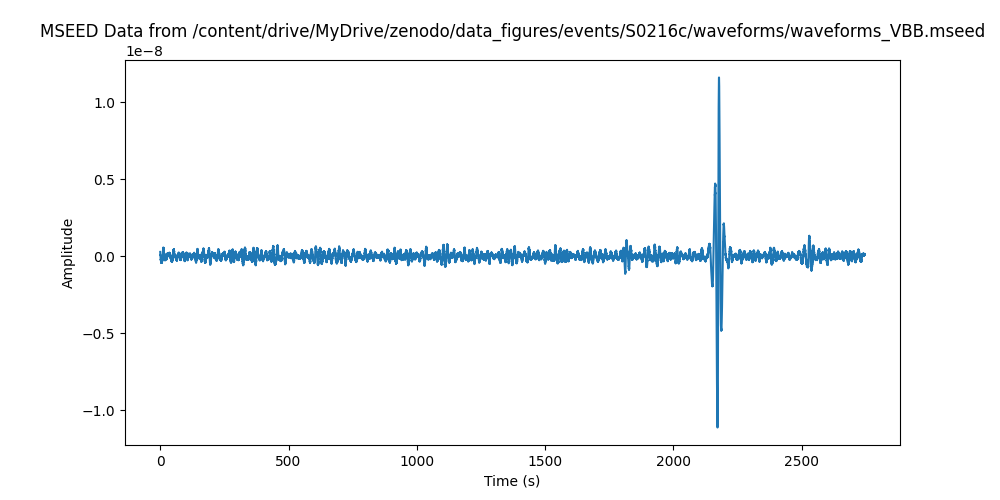 MSEED Data from /content/drive/MyDrive/zenodo/data_figures/events/S0216c/waveforms/waveforms_VBB.mseed
1e−8
1.0
0.5
0.0
−0.5
−1.0
Amplitude
0 500 1000 1500 2000 2500
Time (s)